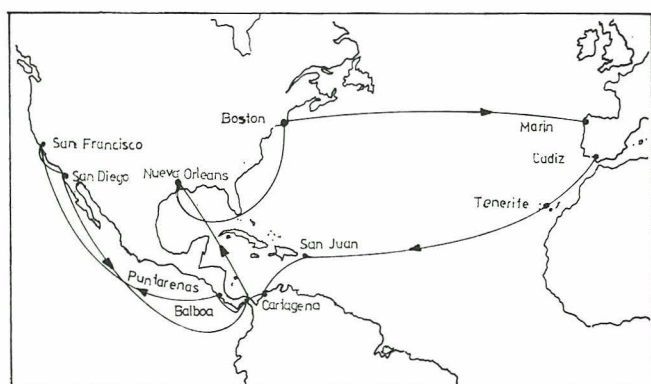 Boston
Marin
San Francisco
Cadiz
San Diego
Nueva Orleans
Tenerife
San Juan
Puntarenas
Balboa
Cartagena